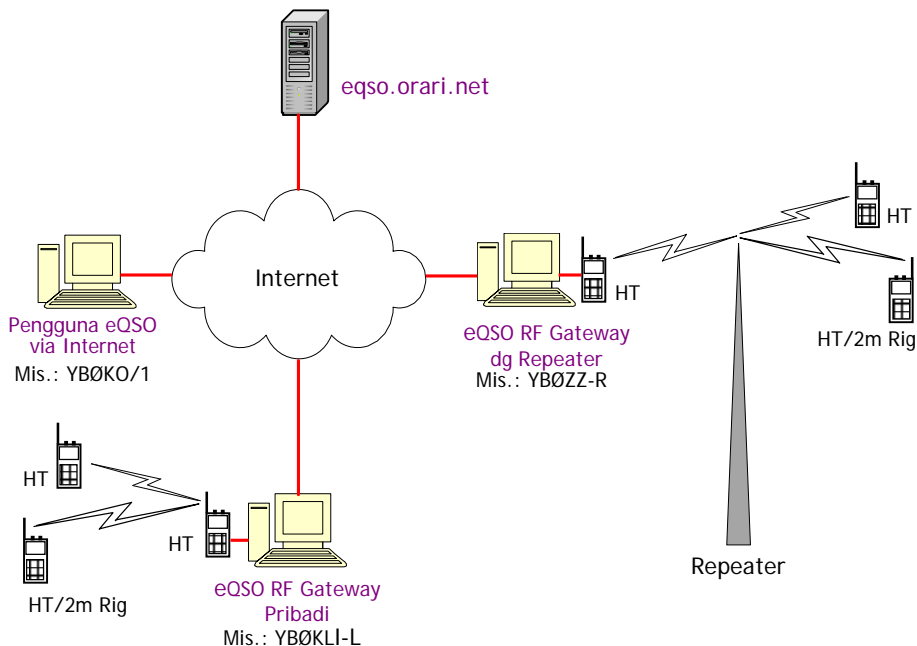 eqso.orari.net
HT
Internet
HT
Pengguna eQSO
via Internet
Mis.: YBØKO/1
eQSO RF Gateway
dg Repeater
Mis.: YBØZZ-R
HT/2m Rig
HT
HT
Repeater
HT/2m Rig
eQSO RF Gateway
Pribadi
Mis.: YBØKLI-L